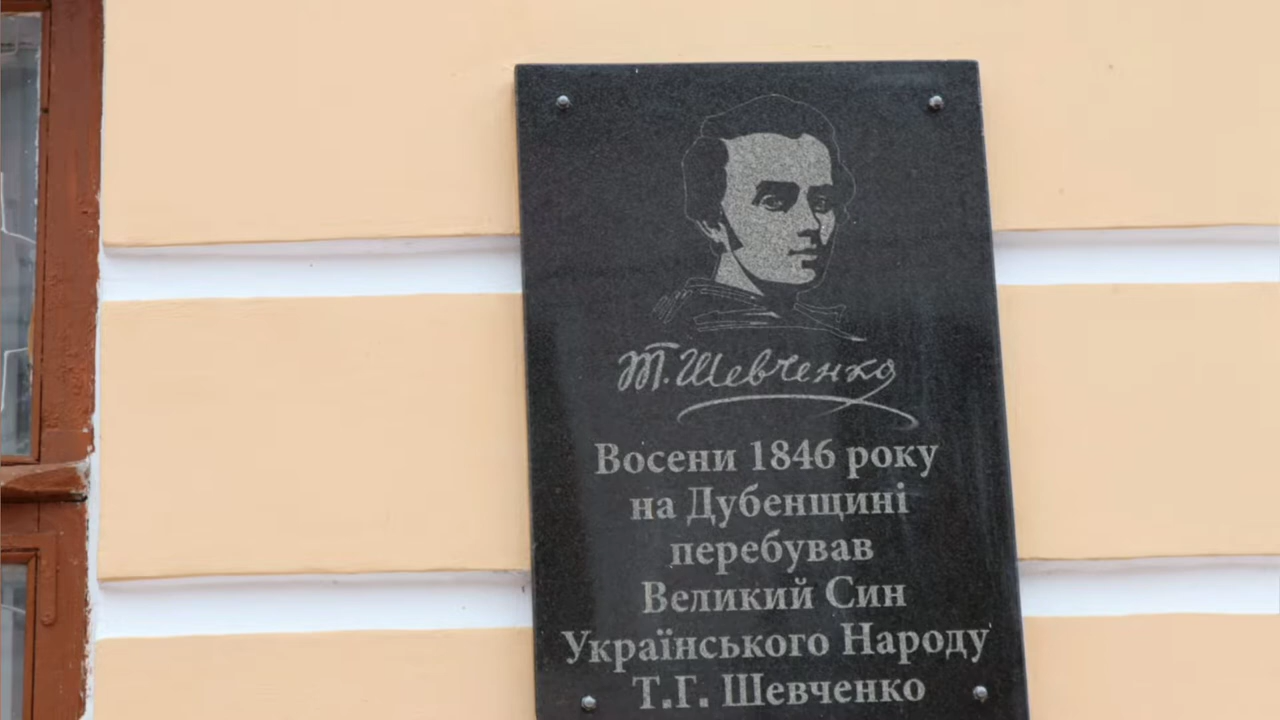 Т. Шевченко
Восени 1846 року
на Дубенщині
перебував
Великий Син
Українського Народу
Т.Г. Шевченко